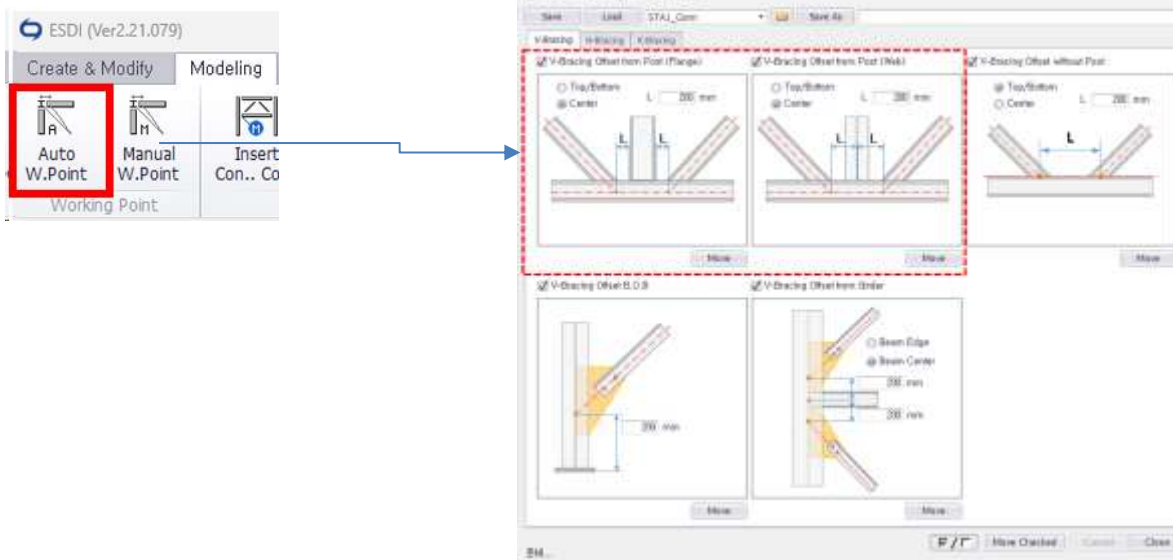 ESDI (Ver2.21.079)
Create & Modify Modeling
Auto W.Point
Manual W.Point
Insert Con.. Co
Working Point
Save Load STAJ_Conn Save As
V-Bracing H-Bracing K-Bracing
V-Bracing Offset from Post (Flange)
Top/Bottom
Center
L 200 mm
L L
Move
V-Bracing Offset from Post (Web)
Top/Bottom
Center
L 200 mm
L L
Move
V-Bracing Offset without Post
Top/Bottom
Center
L 200 mm
L
Move
V-Bracing Offset B.O.B
200 mm
Move
V-Bracing Offset from Girder
Beam Edge
Beam Center
200 mm
200 mm
Move
Move Checked Cancel Close